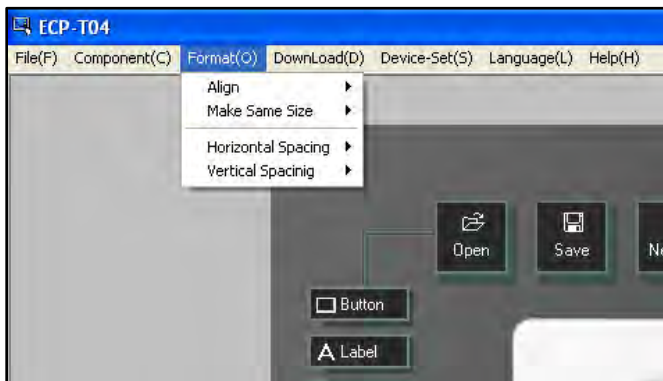 ECP-T04
File(F) Component(C) Format(O) DownLoad(D) Device-Set(S) Language(L) Help(H)
Align
Make Same Size
Horizontal Spacing
Vertical Spacinig
Open Save
Button
Label